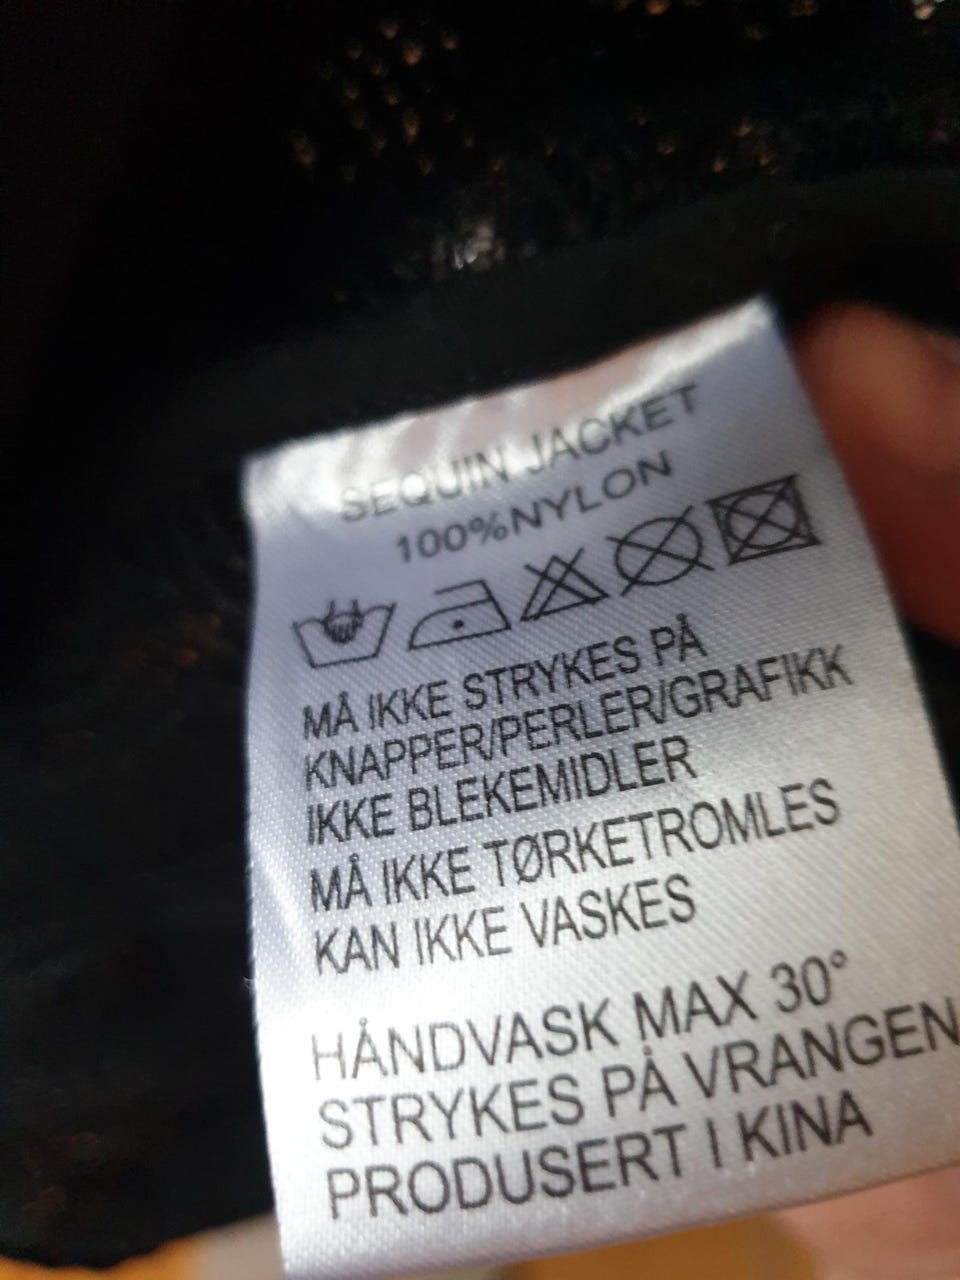 SEQUIN JACKET
100%NYLON
MÅ IKKE STRYKES PÅ
KNAPPER/PERLER/GRAFIKK
IKKE BLEKEMIDLER
MÅ IKKE TØRKETROMLES
KAN IKKE VASKES
HÅNDVASK MAX 30°
STRYKES PÅ VRANGEN
PRODUSERT I KINA